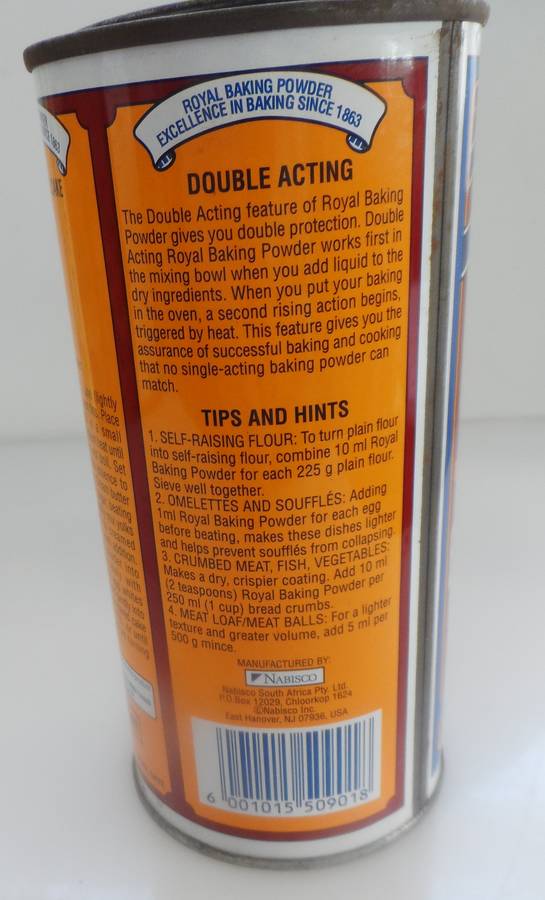 ROYAL BAKING POWDER
EXCELLENCE IN BAKING SINCE 1863
DOUBLE ACTING
The Double Acting feature of Royal Baking
Powder gives you double protection. Double
Acting Royal Baking Powder works first in
the mixing bowl when you add liquid to the
dry ingredients. When you put your baking
in the oven, a second rising action begins,
triggered by heat. This feature gives you the
assurance of successful baking and cooking
that no single-acting baking powder can
match.
TIPS AND HINTS
1. SELF-RAISING FLOUR: To turn plain flour
into self-raising flour, combine 10 ml Royal
Baking Powder for each 225 g plain flour.
Sieve well together.
2. OMELETTES AND SOUFFLÉS: Adding
1ml Royal Baking Powder for each egg
before beating, makes these dishes lighter
and helps prevent soufflés from collapsing.
3. CRUMBED MEAT, FISH, VEGETABLES:
Makes a dry, crispier coating. Add 10 ml
(2 teaspoons) Royal Baking Powder per
250 ml (1 cup) bread crumbs.
4. MEAT LOAF/MEAT BALLS: For a lighter
texture and greater volume, add 5 ml per
500 g mince.
MANUFACTURED BY:
NABISCO
Nabisco South Africa Pty. Ltd.
P.O.Box 12029, Chloorkop 1624
©Nabisco Inc.
East Hanover, NJ 07936, USA
6 001015 509018